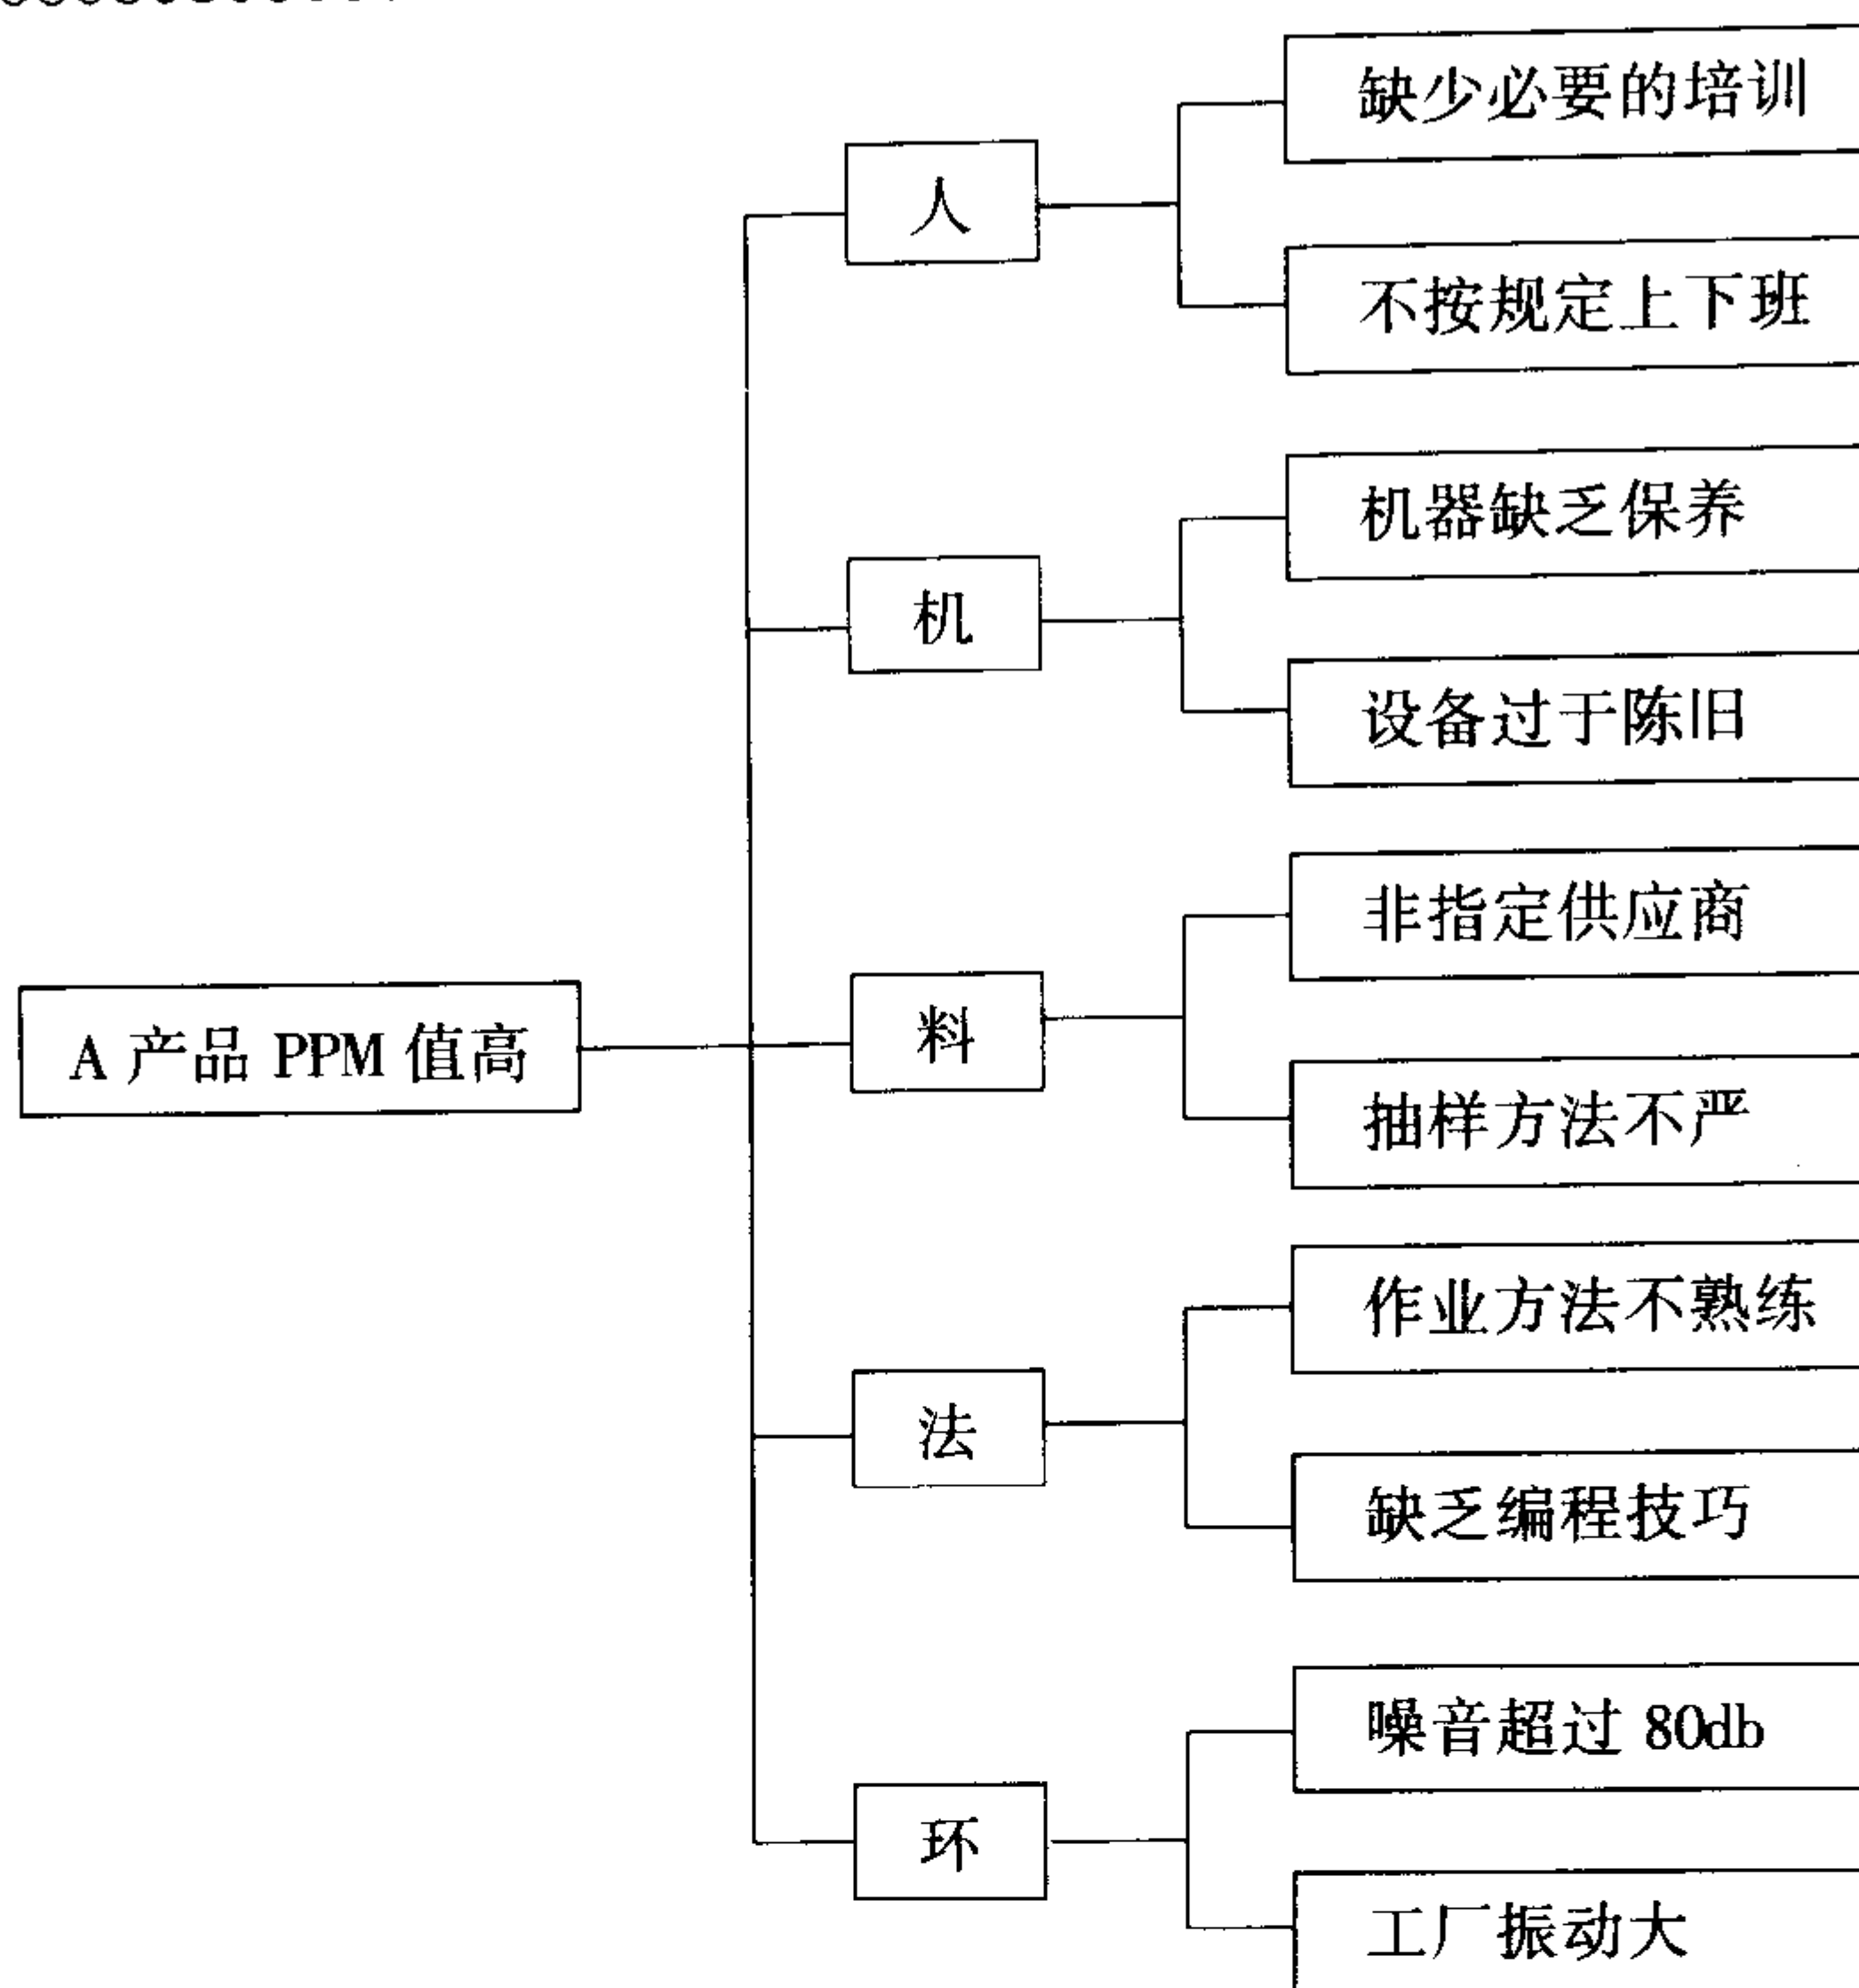 人
缺少必要的培训
不按规定上下班
机
机器缺乏保养
设备过于陈旧
A 产品 PPM 值高
料
非指定供应商
抽样方法不严
法
作业方法不熟练
缺乏编程技巧
环
噪音超过 80db
工厂振动大